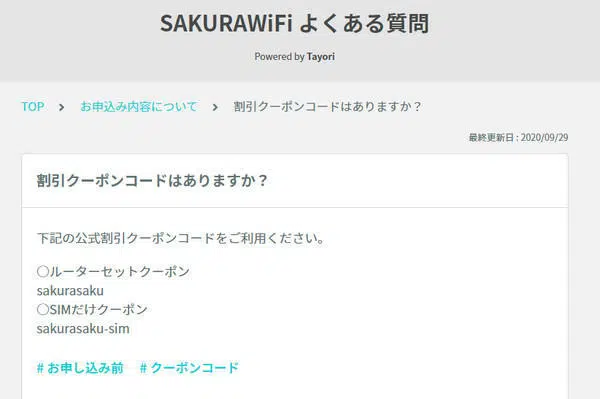 SAKURAWiFi よくある質問
Powered by Tayori
TOP > お申込み内容について > 割引クーポンコードはありますか？
最終更新日 : 2020/09/29
割引クーポンコードはありますか？
下記の公式割引クーポンコードをご利用ください。
〇ルーターセットクーポン
sakurasaku
〇SIMだけクーポン
sakurasaku-sim
# お申し込み前 # クーポンコード